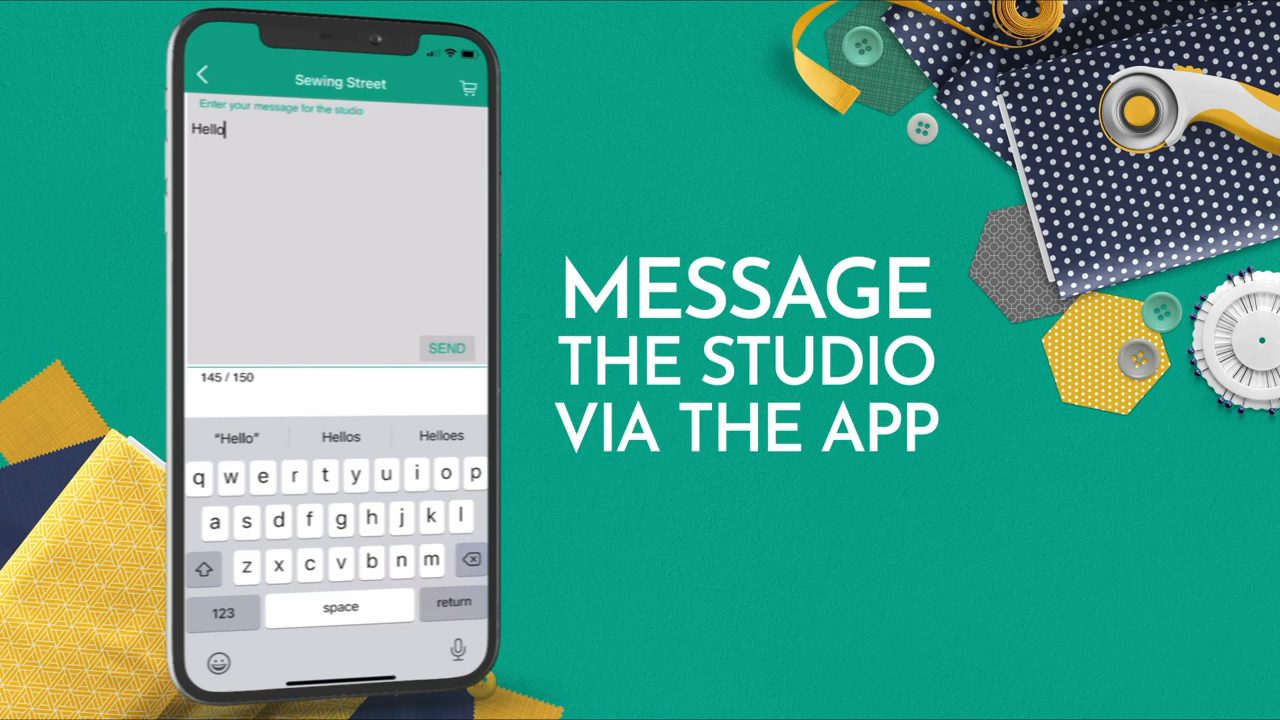 Sewing Street
Enter your message for the studio
Hello
SEND
145 / 150
"Hello" Hellos Helloes
q w e r t y u i o p
a s d f g h j k l
z x c v b n m
123 space return
MESSAGE
THE STUDIO
VIA THE APP